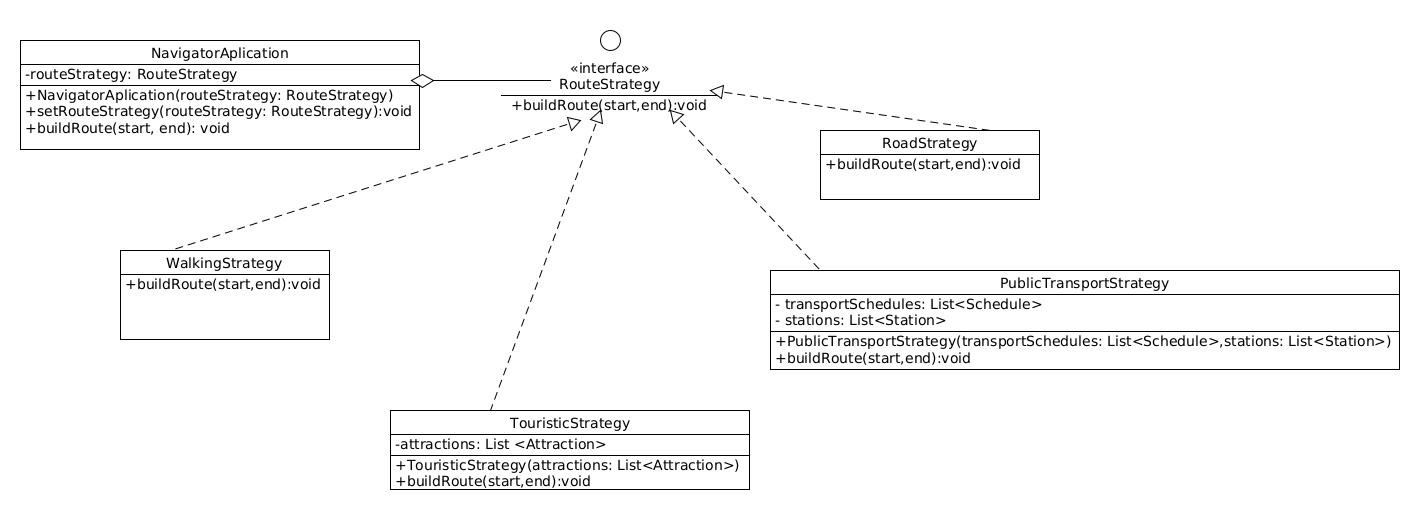 NavigatorAplication
-routeStrategy: RouteStrategy
+NavigatorAplication(routeStrategy: RouteStrategy)
+setRouteStrategy(routeStrategy: RouteStrategy):void
+buildRoute(start, end): void
«interface»
RouteStrategy
+buildRoute(start,end):void
RoadStrategy
+buildRoute(start,end):void
WalkingStrategy
+buildRoute(start,end):void
PublicTransportStrategy
- transportSchedules: List<Schedule>
- stations: List<Station>
+PublicTransportStrategy(transportSchedules: List<Schedule>,stations: List<Station>)
+buildRoute(start,end):void
TouristicStrategy
-attractions: List <Attraction>
+TouristicStrategy(attractions: List<Attraction>)
+buildRoute(start,end):void